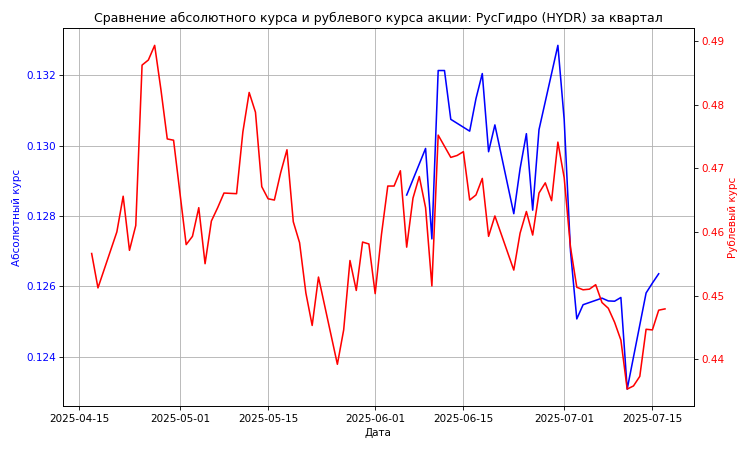 Сравнение абсолютного курса и рублевого курса акции: РусГидро (HYDR) за квартал
0.132
0.130
0.128
0.126
0.124
Абсолютный курс
0.49
0.48
0.47
0.46
0.45
0.44
Рублевый курс
2025-04-15 2025-05-01 2025-05-15 2025-06-01 2025-06-15 2025-07-01 2025-07-15
Дата